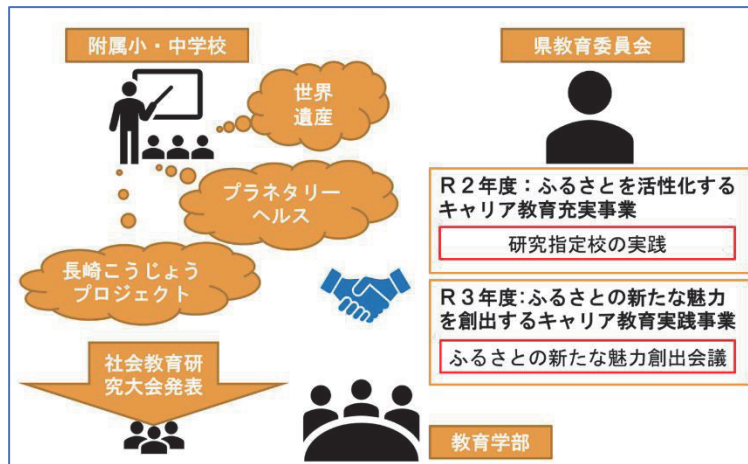 附属小・中学校
世界
遺産
プラネタリー
ヘルス
長崎こうじょう
プロジェクト
社会教育研
究大会発表
県教育委員会
R2年度：ふるさとを活性化する
キャリア教育充実事業
研究指定校の実践
R3年度:ふるさとの新たな魅力
を創出するキャリア教育実践事業
ふるさとの新たな魅力創出会議
教育学部